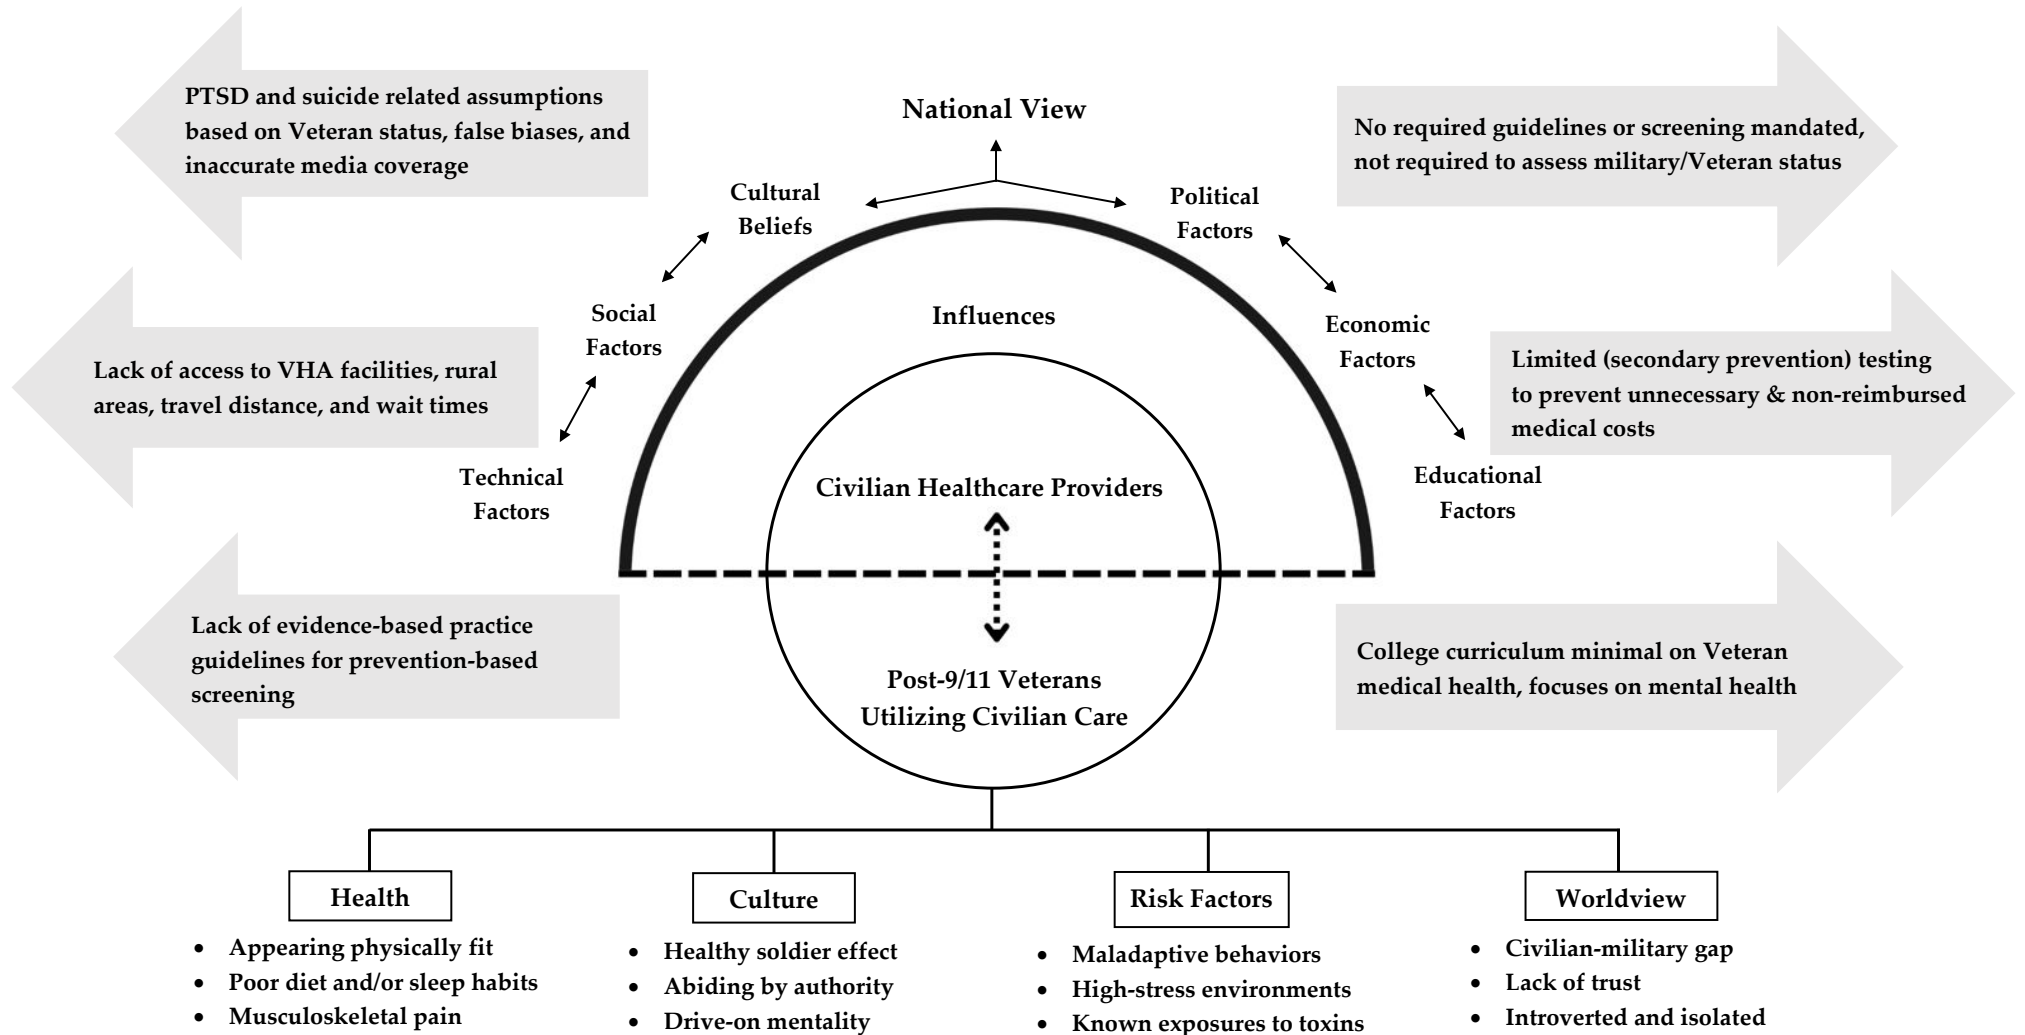 PTSD and suicide related assumptions
based on Veteran status, false biases, and
inaccurate media coverage
National View
No required guidelines or screening mandated,
not required to assess military/Veteran status
Cultural
Beliefs
Political
Factors
Social
Factors
Influences
Economic
Factors
Lack of access to VHA facilities, rural
areas, travel distance, and wait times
Limited (secondary prevention) testing
to prevent unnecessary & non-reimbursed
medical costs
Technical
Factors
Civilian Healthcare Providers
Educational
Factors
Lack of evidence-based practice
guidelines for prevention-based
screening
Post-9/11 Veterans
Utilizing Civilian Care
College curriculum minimal on Veteran
medical health, focuses on mental health
Health
• Appearing physically fit
• Poor diet and/or sleep habits
• Musculoskeletal pain
Culture
• Healthy soldier effect
• Abiding by authority
• Drive-on mentality
Risk Factors
• Maladaptive behaviors
• High-stress environments
• Known exposures to toxins
Worldview
• Civilian-military gap
• Lack of trust
• Introverted and isolated